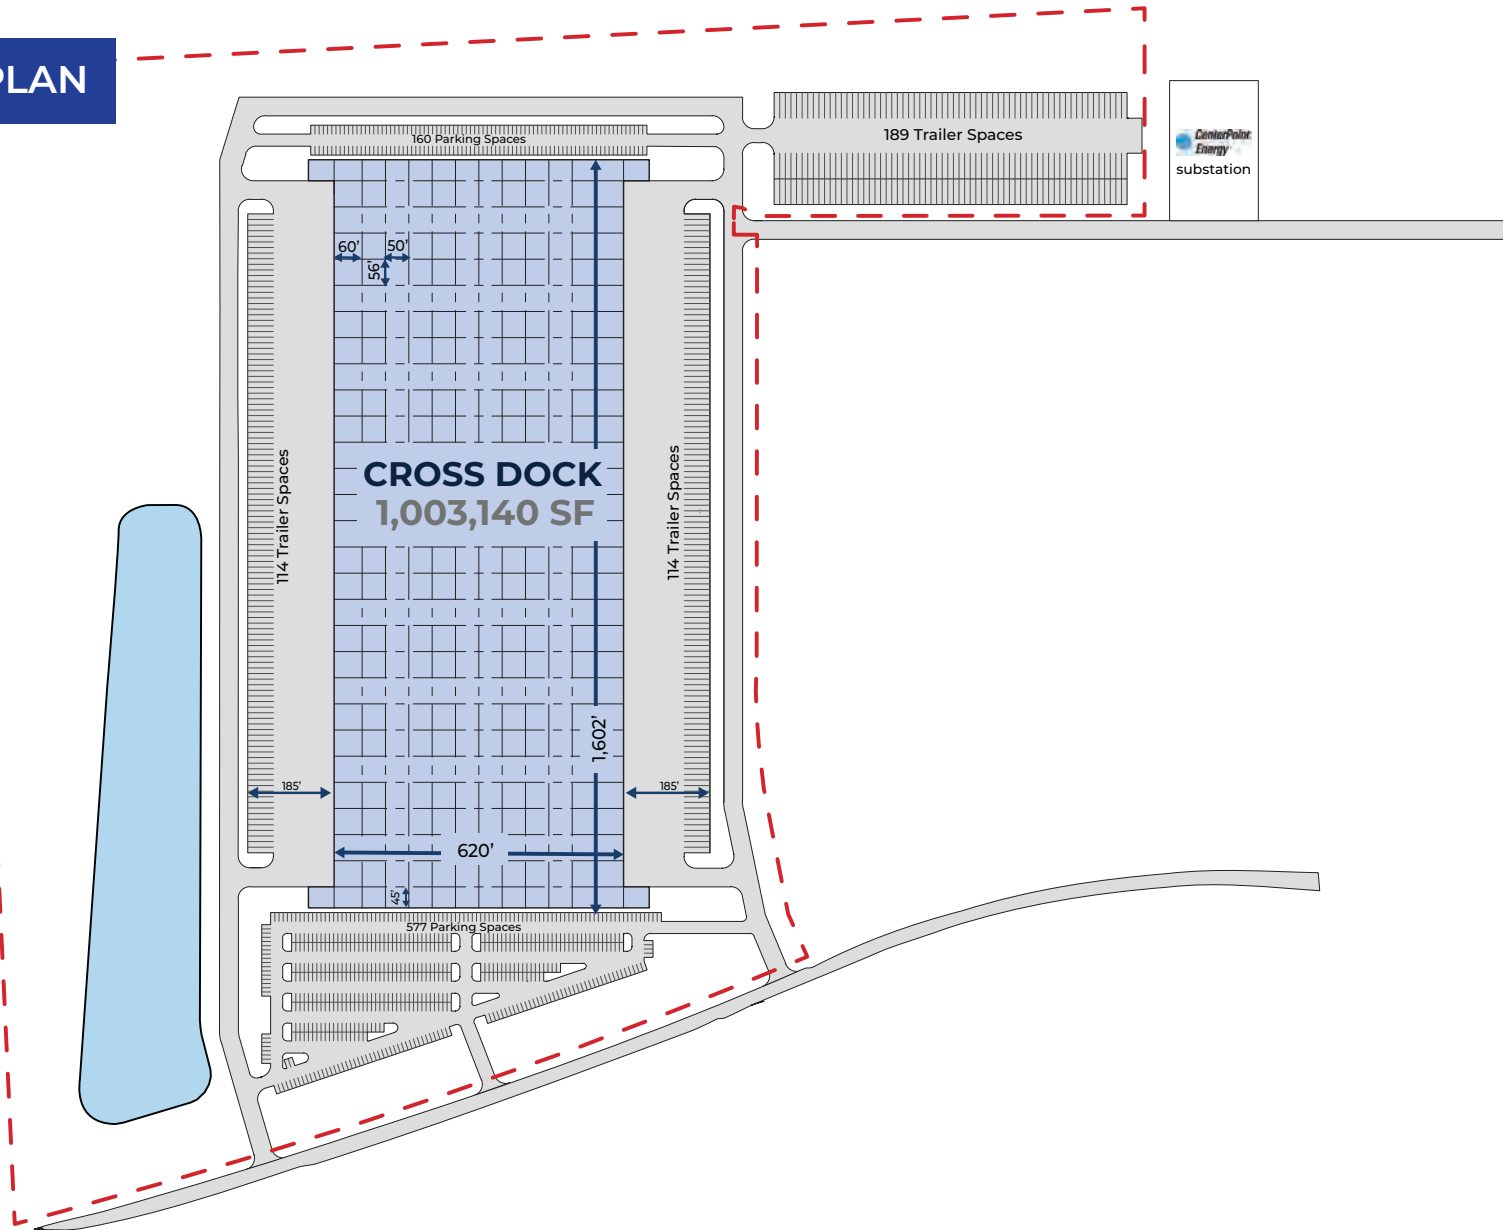 PLAN
160 Parking Spaces
189 Trailer Spaces
CenterPoint
Energy
substation
60’
50’
56’
CROSS DOCK
1,003,140 SF
114 Trailer Spaces
114 Trailer Spaces
1,602’
185’
185’
620’
45’
577 Parking Spaces